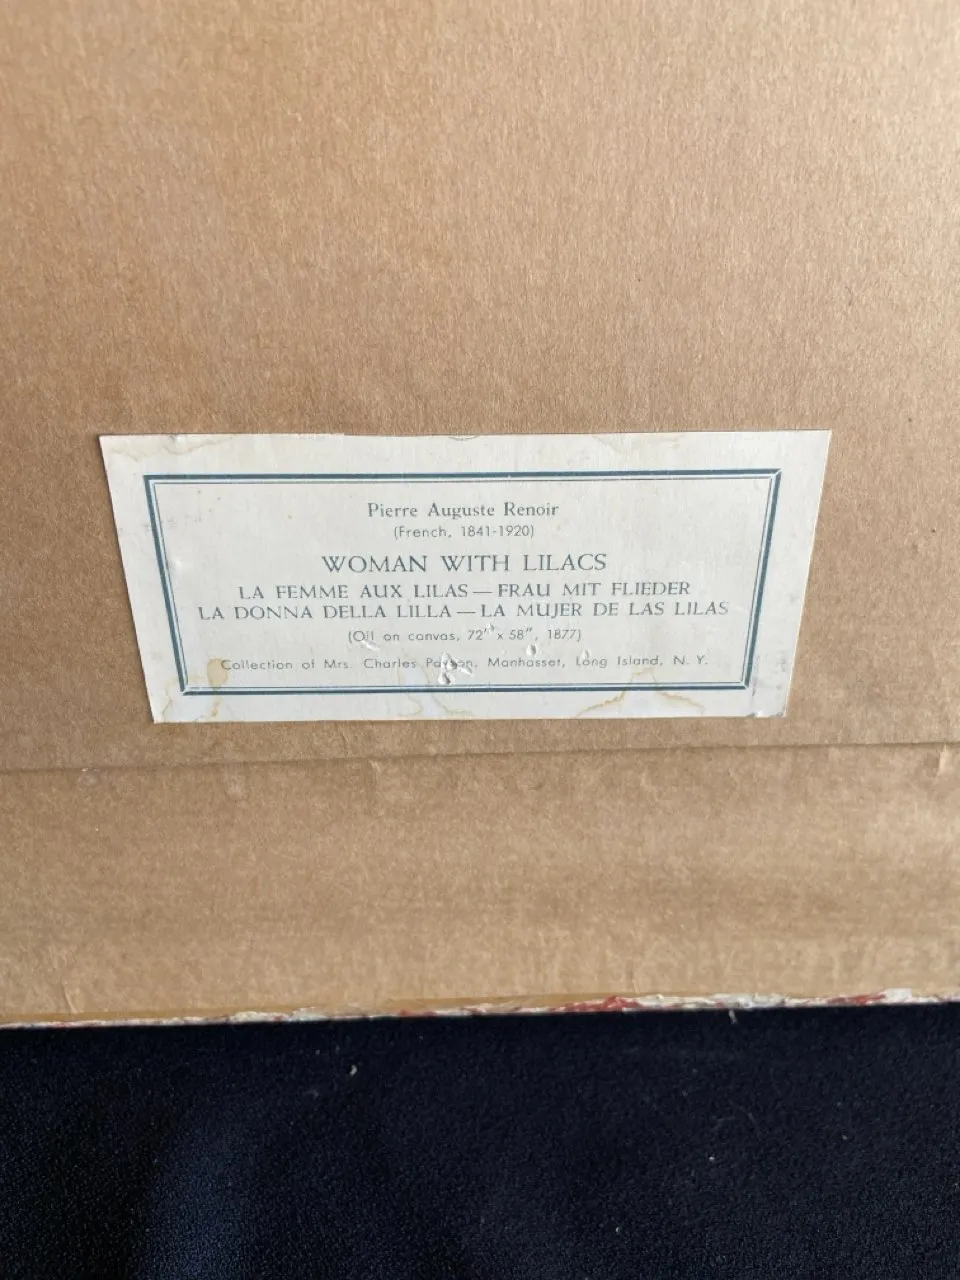 Pierre Auguste Renoir
(French, 1841-1920)
WOMAN WITH LILACS
LA FEMME AUX LILAS — FRAU MIT FLIEDER
LA DONNA DELLA LILLA — LA MUJER DE LAS LILAS
(Oil on canvas, 72" x 58", 1877)
Collection of Mrs. Charles Payson, Manhasset, Long Island, N. Y.